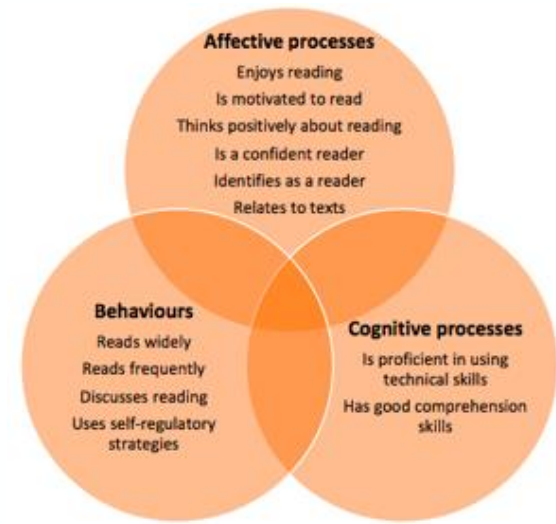 Affective processes
Enjoys reading
Is motivated to read
Thinks positively about reading
Is a confident reader
Identifies as a reader
Relates to texts
Behaviours
Reads widely
Reads frequently
Discusses reading
Uses self-regulatory
strategies
Cognitive processes
Is proficient in using
technical skills
Has good comprehension
skills